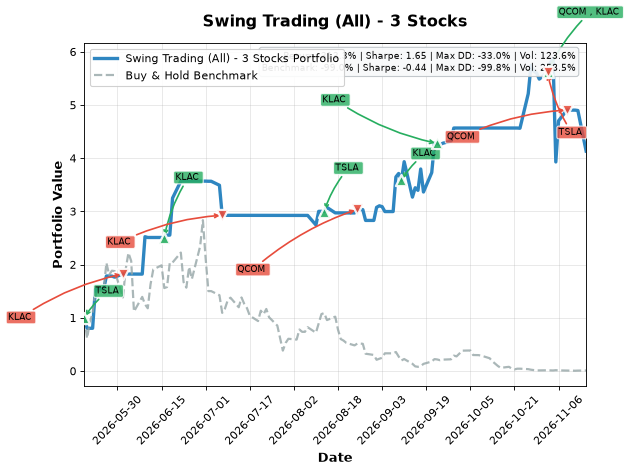 Swing Trading (All) - 3 Stocks
QCOM , KLAC
Swing Trading (All) - 3 Stocks Portfolio
Buy & Hold Benchmark
| Sharpe: 1.65 | Max DD: -33.0% | Vol: 123.6%
| Sharpe: -0.44 | Max DD: -99.8% | Vol:
KLAC
QCOM
TSLA
KLAC
TSLA
KLAC
KLAC
QCOM
TSLA
KLAC
Portfolio Value
6
5
4
3
2
1
0
2026-05-30
2026-06-15
2026-07-01
2026-07-17
2026-08-02
2026-08-18
2026-09-03
2026-09-19
2026-10-05
2026-10-21
2026-11-06
Date